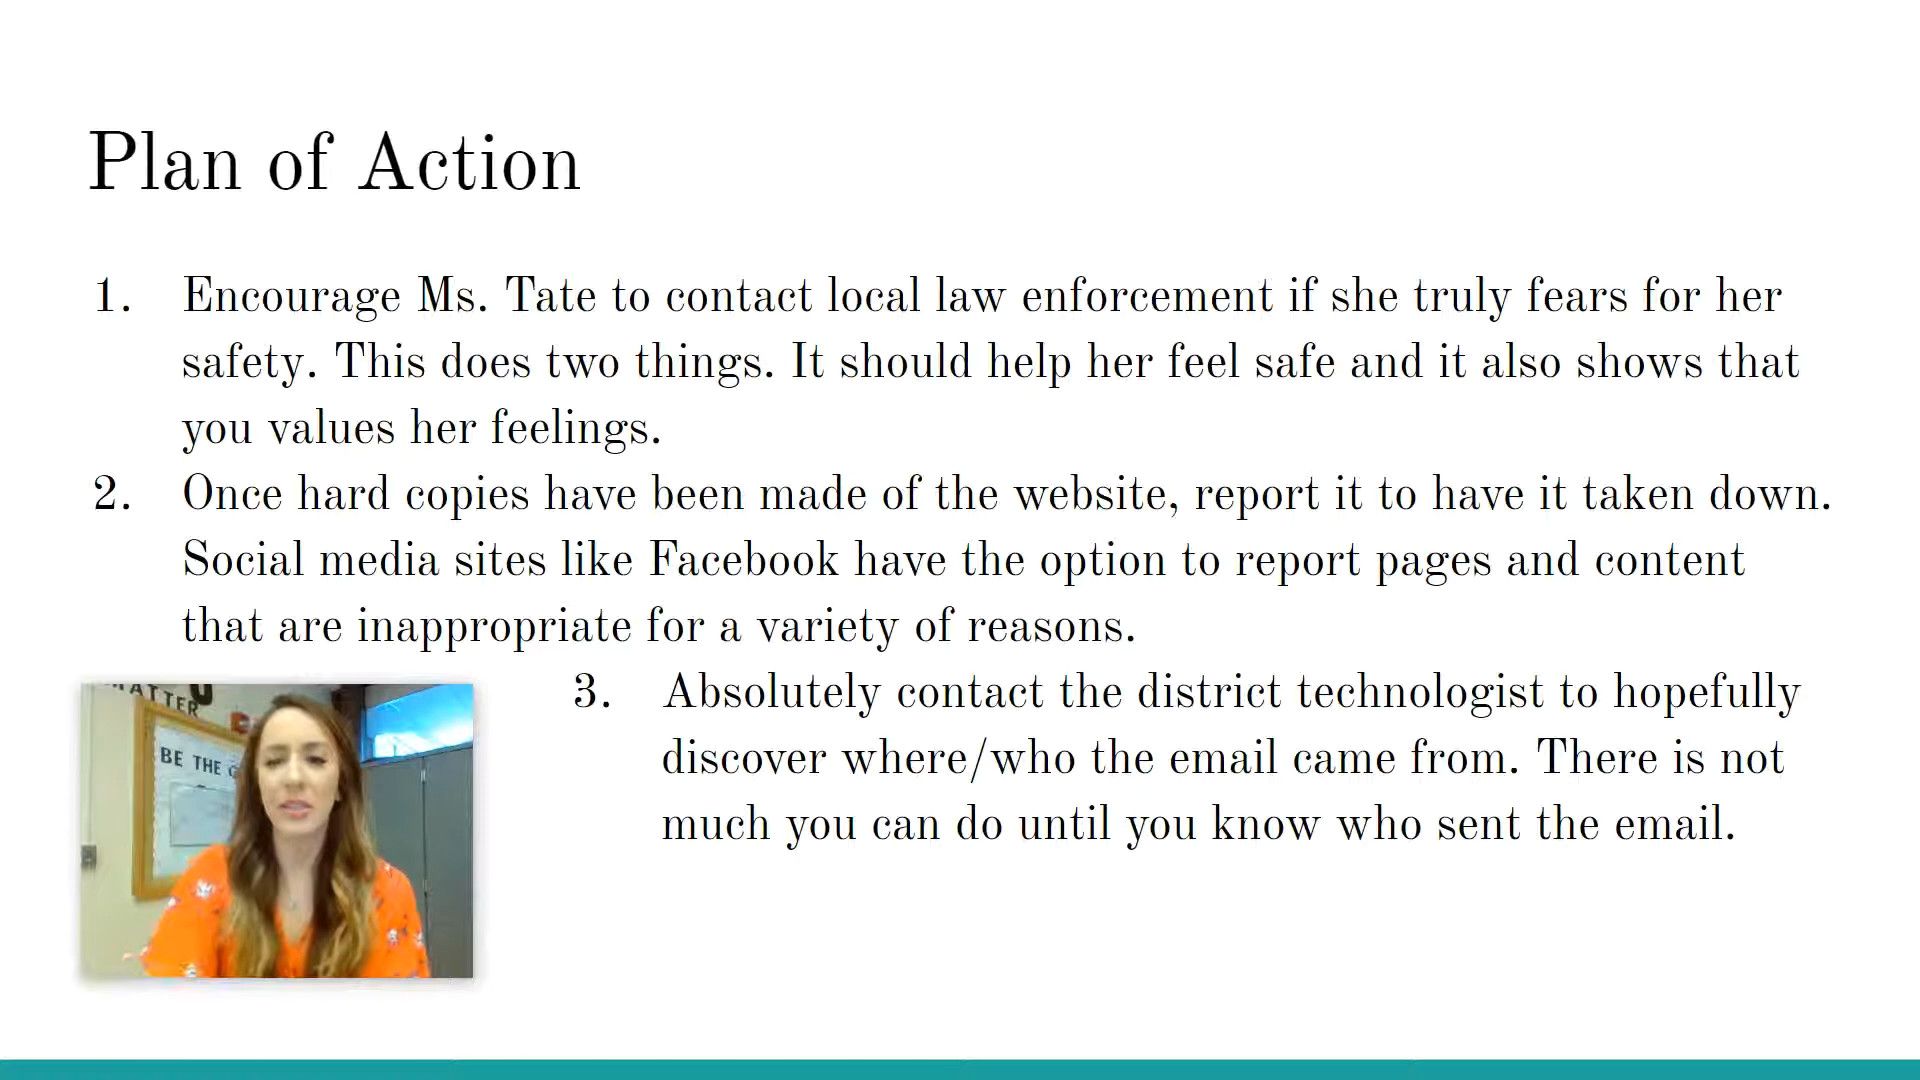 Plan of Action
1. Encourage Ms. Tate to contact local law enforcement if she truly fears for her
safety. This does two things. It should help her feel safe and it also shows that
you values her feelings.
2. Once hard copies have been made of the website, report it to have it taken down.
Social media sites like Facebook have the option to report pages and content
that are inappropriate for a variety of reasons.
3. Absolutely contact the district technologist to hopefully
discover where/who the email came from. There is not
much you can do until you know who sent the email.
MATTER
BE THE